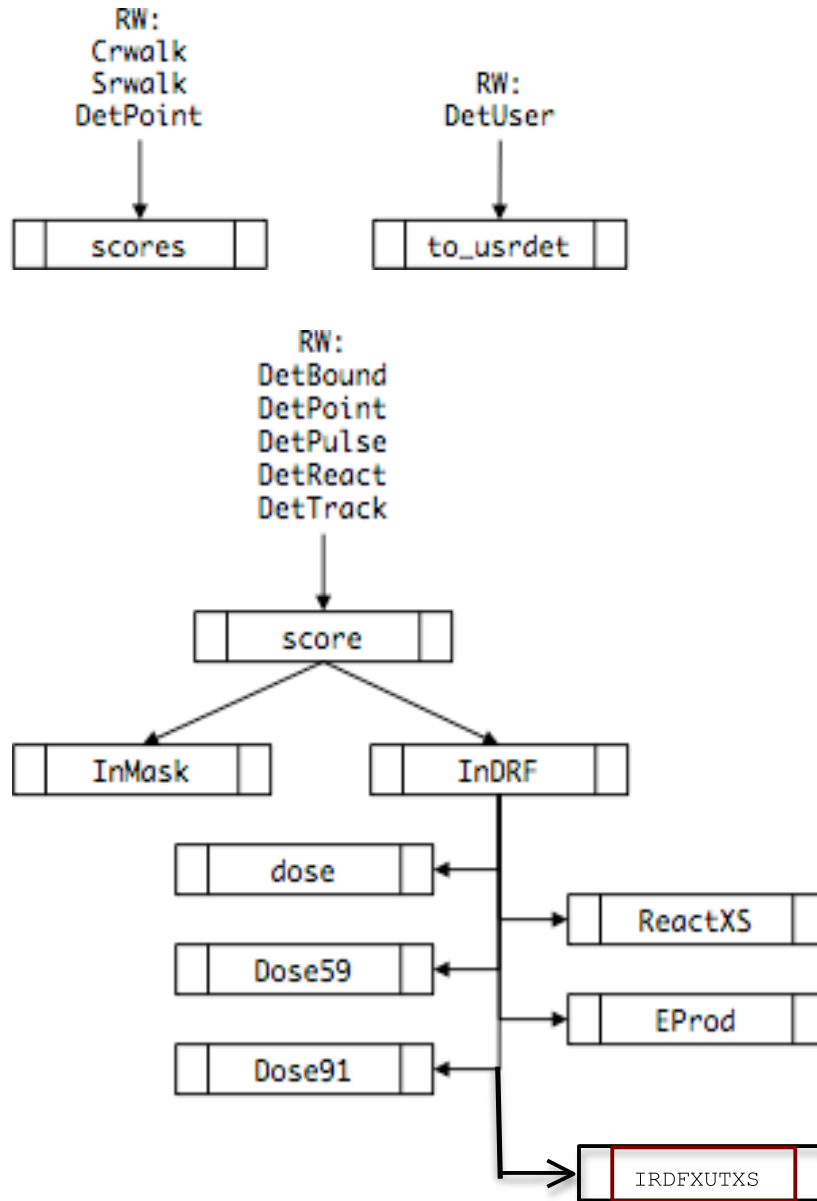 RW:
Crwalk
Srwalk
DetPoint
RW:
DetUser
scores
to_usrdet
RW:
DetBound
DetPoint
DetPulse
DetReact
DetTrack
score
InMask
InDRF
dose
ReactXS
Dose59
EProd
Dose91
IRDFXUTXS